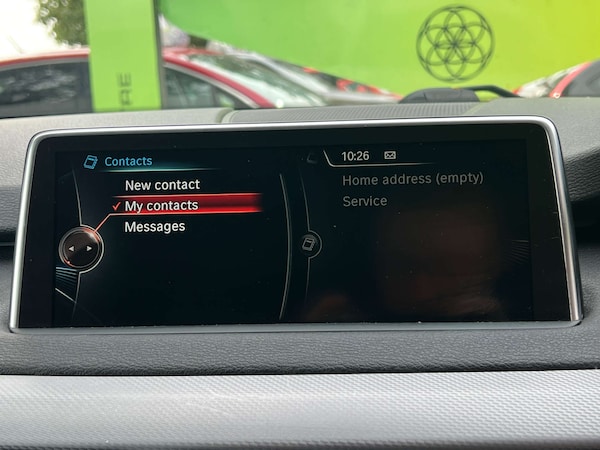 Contacts
New contact
My contacts
Messages
10:26
Home address (empty)
Service